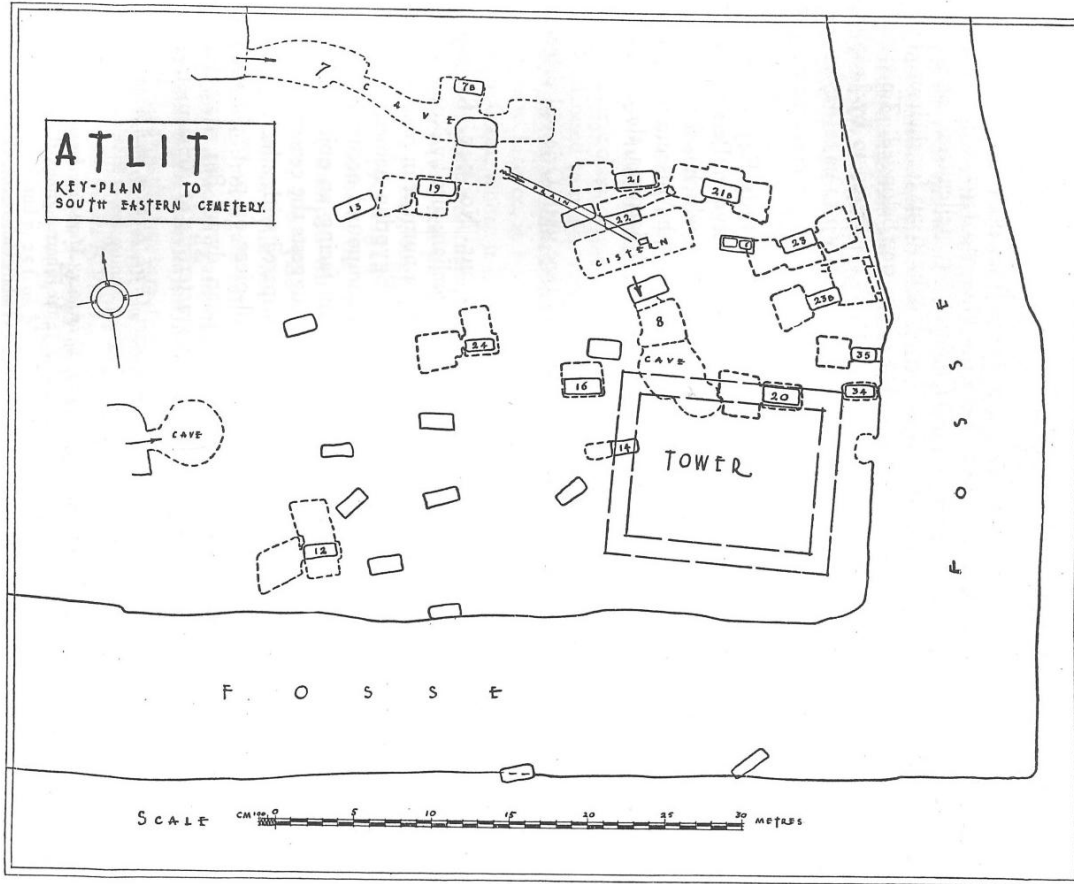 7
CAVE
7B
ATLIT
KEY-PLAN TO
SOUTH EASTERN CEMETERY.
13
19
DRAIN
21
21B
22
CISTERN
23
23B
8
CAVE
24
16
35
34
20
14
TOWER
CAVE
12
FOSSE
FOSSE
SCALE CM 100 0 5 10 15 20 25 30 METRES